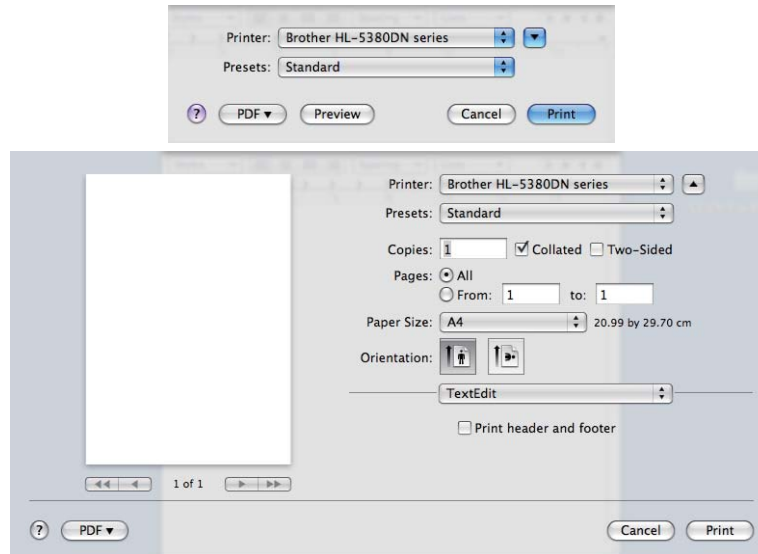 Printer: Brother HL-5380DN series
Presets: Standard
? PDF▼ Preview Cancel Print
Printer: Brother HL-5380DN series
Presets: Standard
Copies: 1 Collated Two-Sided
Pages: All
From: 1 to: 1
Paper Size: A4 20.99 by 29.70 cm
Orientation:
TextEdit
Print header and footer
1 of 1
? PDF▼ Cancel Print